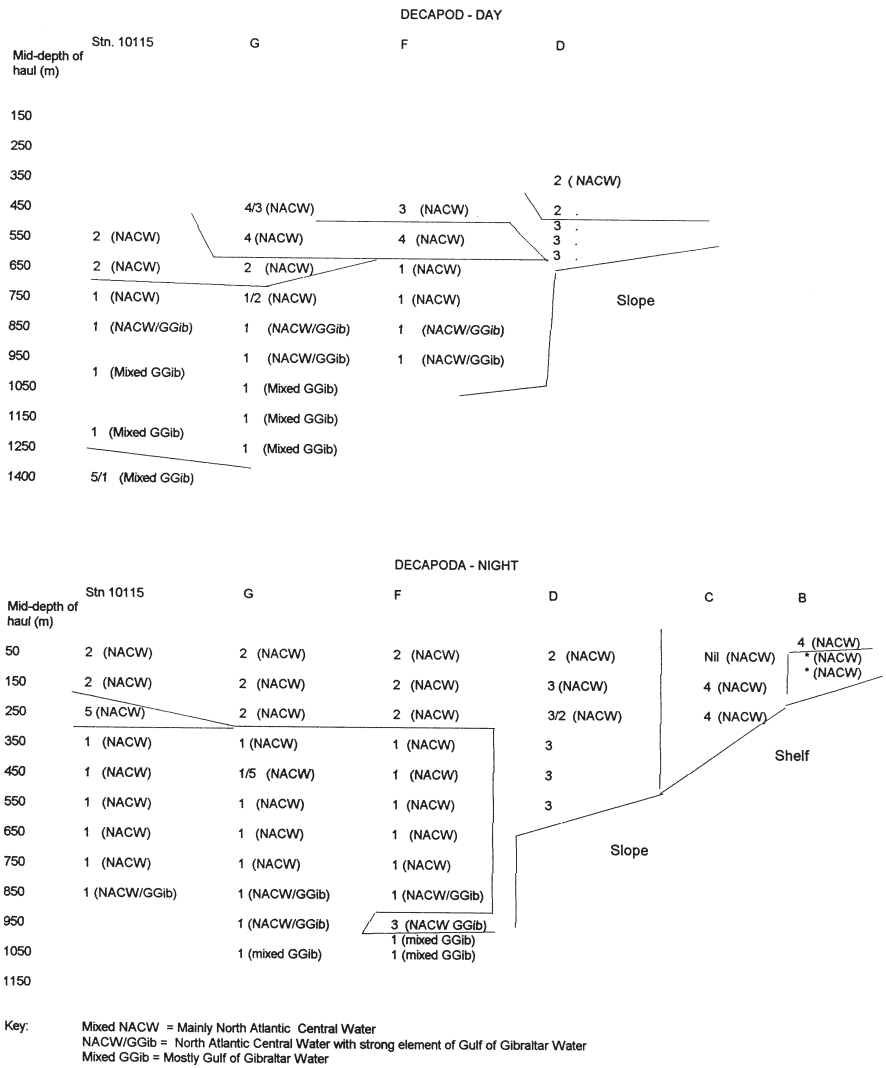 DECAPOD - DAY
Stn. 10115 G F D
Mid-depth of
haul (m)
150
250
350 2 ( NACW)
450 4/3 (NACW) 3 (NACW) 2 .
3 .
550 2 (NACW) 4 (NACW) 4 (NACW) 3 .
3 .
650 2 (NACW) 2 (NACW) 1 (NACW)
750 1 (NACW) 1/2 (NACW) 1 (NACW)
Slope
850 1 (NACW/GGib) 1 (NACW/GGib) 1 (NACW/GGib)
950 1 (NACW/GGib) 1 (NACW/GGib)
1 (Mixed GGib)
1050 1 (Mixed GGib)
1150 1 (Mixed GGib)
1 (Mixed GGib)
1250 1 (Mixed GGib)
1400 5/1 (Mixed GGib)
DECAPODA - NIGHT
Stn 10115 G F D C B
Mid-depth of
haul (m)
4 (NACW)
50 2 (NACW) 2 (NACW) 2 (NACW) 2 (NACW) Nil (NACW) * (NACW)
* (NACW)
150 2 (NACW) 2 (NACW) 2 (NACW) 3 (NACW) 4 (NACW)
250 5 (NACW) 2 (NACW) 2 (NACW) 3/2 (NACW) 4 (NACW)
350 1 (NACW) 1 (NACW) 1 (NACW) 3
Shelf
450 1 (NACW) 1/5 (NACW) 1 (NACW) 3
550 1 (NACW) 1 (NACW) 1 (NACW) 3
650 1 (NACW) 1 (NACW) 1 (NACW)
Slope
750 1 (NACW) 1 (NACW) 1 (NACW)
850 1 (NACW/GGib) 1 (NACW/GGib) 1 (NACW/GGib)
950 1 (NACW/GGib) 3 (NACW GGib)
1 (mixed GGib)
1050 1 (mixed GGib) 1 (mixed GGib)
1150
Key: Mixed NACW = Mainly North Atlantic Central Water
NACW/GGib = North Atlantic Central Water with strong element of Gulf of Gibraltar Water
Mixed GGib = Mostly Gulf of Gibraltar Water